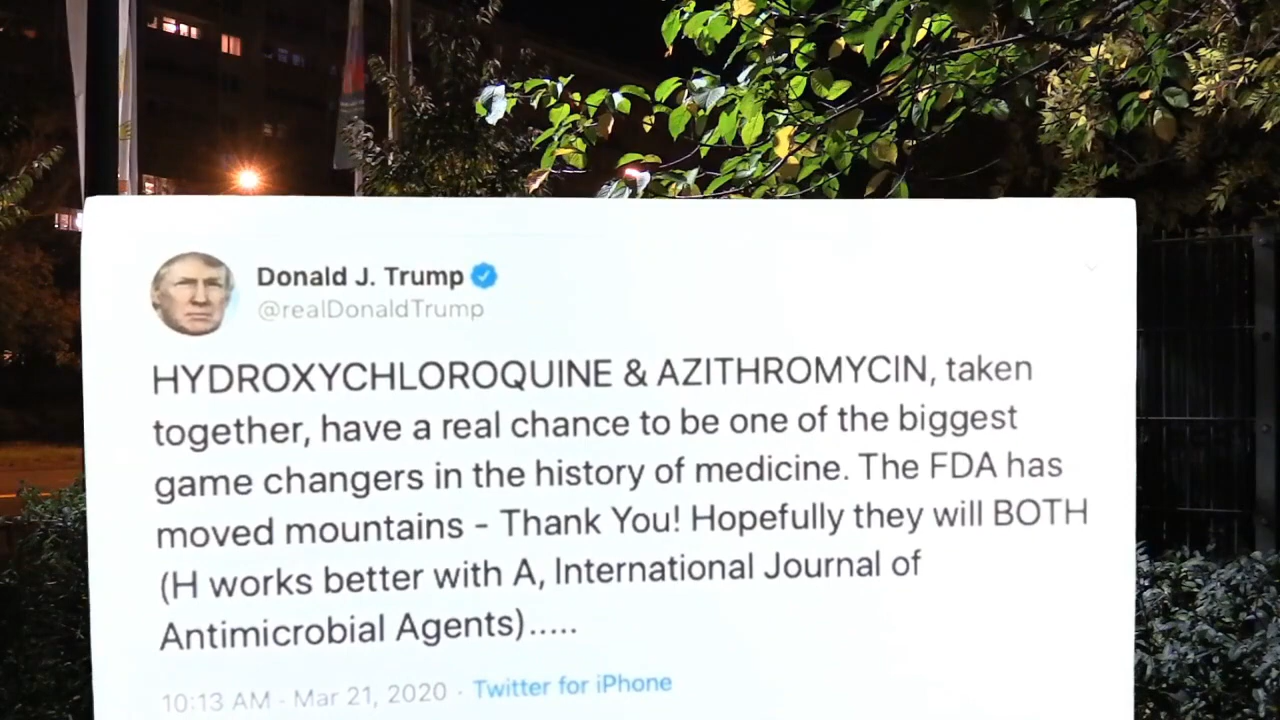 Donald J. Trump
@realDonaldTrump
HYDROXYCHLOROQUINE & AZITHROMYCIN, taken
together, have a real chance to be one of the biggest
game changers in the history of medicine. The FDA has
moved mountains - Thank You! Hopefully they will BOTH
(H works better with A, International Journal of
Antimicrobial Agents).....
10:13 AM · Mar 21, 2020 · Twitter for iPhone